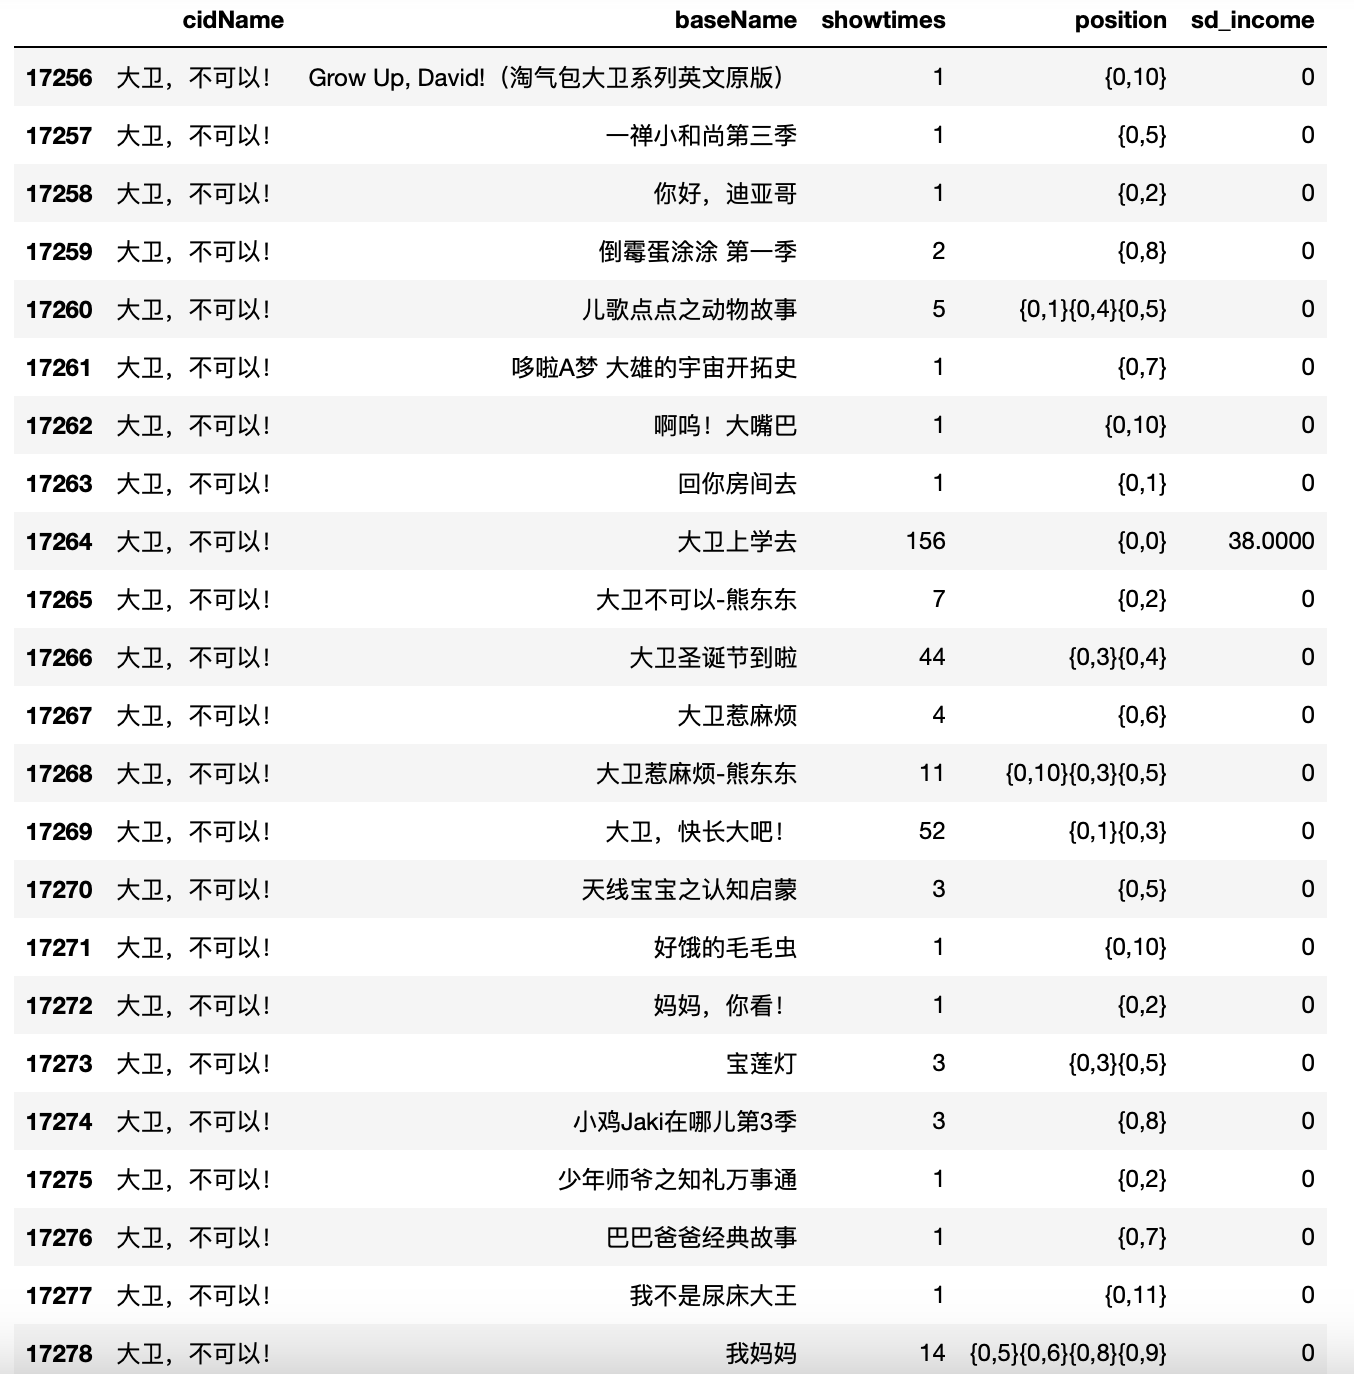 cidName baseName showtimes position sd_income
17256 大卫，不可以！ Grow Up, David!（淘气包大卫系列英文原版） 1 {0,10} 0
17257 大卫，不可以！ 一禅小和尚第三季 1 {0,5} 0
17258 大卫，不可以！ 你好，迪亚哥 1 {0,2} 0
17259 大卫，不可以！ 倒霉蛋涂涂 第一季 2 {0,8} 0
17260 大卫，不可以！ 儿歌点点之动物故事 5 {0,1}{0,4}{0,5} 0
17261 大卫，不可以！ 哆啦A梦 大雄的宇宙开拓史 1 {0,7} 0
17262 大卫，不可以！ 啊呜！大嘴巴 1 {0,10} 0
17263 大卫，不可以！ 回你房间去 1 {0,1} 0
17264 大卫，不可以！ 大卫上学去 156 {0,0} 38.0000
17265 大卫，不可以！ 大卫不可以-熊东东 7 {0,2} 0
17266 大卫，不可以！ 大卫圣诞节到啦 44 {0,3}{0,4} 0
17267 大卫，不可以！ 大卫惹麻烦 4 {0,6} 0
17268 大卫，不可以！ 大卫惹麻烦-熊东东 11 {0,10}{0,3}{0,5} 0
17269 大卫，不可以！ 大卫，快长大吧！ 52 {0,1}{0,3} 0
17270 大卫，不可以！ 天线宝宝之认知启蒙 3 {0,5} 0
17271 大卫，不可以！ 好饿的毛毛虫 1 {0,10} 0
17272 大卫，不可以！ 妈妈，你看！ 1 {0,2} 0
17273 大卫，不可以！ 宝莲灯 3 {0,3}{0,5} 0
17274 大卫，不可以！ 小鸡Jaki在哪儿第3季 3 {0,8} 0
17275 大卫，不可以！ 少年师爷之知礼万事通 1 {0,2} 0
17276 大卫，不可以！ 巴巴爸爸经典故事 1 {0,7} 0
17277 大卫，不可以！ 我不是尿床大王 1 {0,11} 0
17278 大卫，不可以！ 我妈妈 14 {0,5}{0,6}{0,8}{0,9} 0